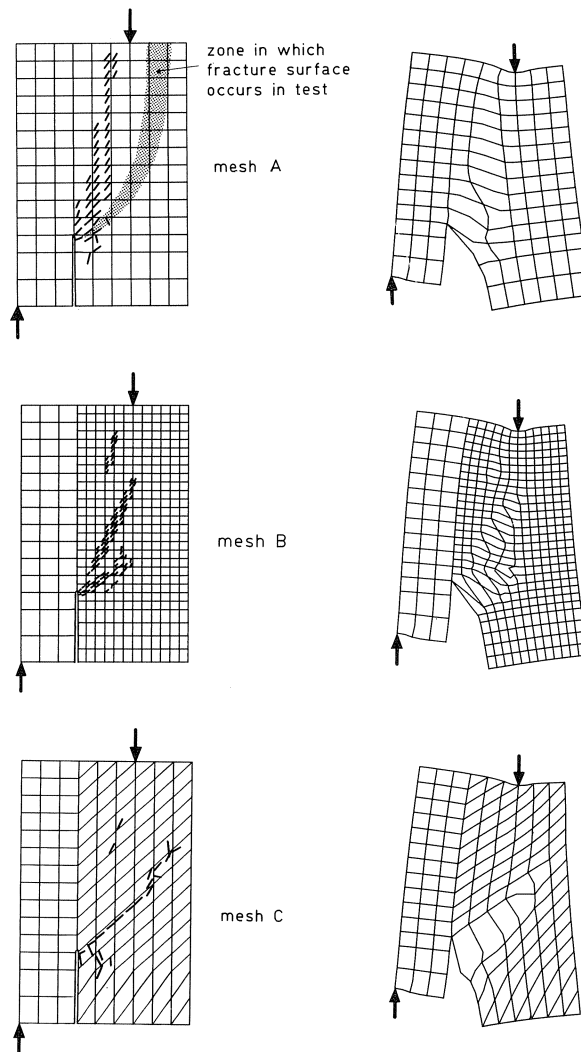 zone in which
fracture surface
occurs in test
mesh A
mesh B
mesh C